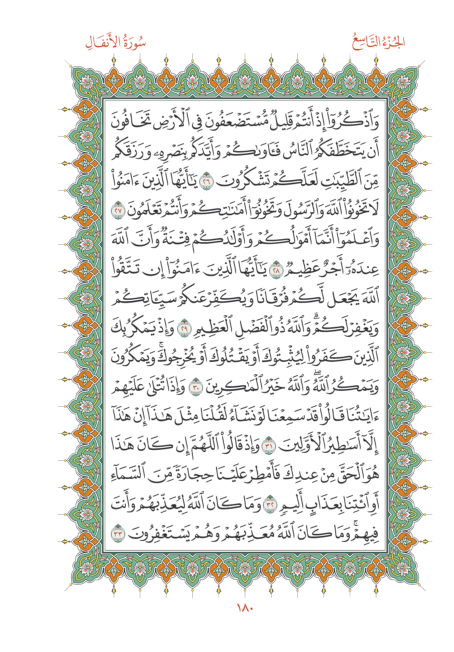 الجُزْءُ التَّاسِعُ
سُورَةُ الأَنفَالِ
وَٱذْكُرُوٓا۟ إِذْ أَنتُمْ قَلِيلٌ مُّسْتَضْعَفُونَ فِى ٱلْأَرْضِ تَخَافُونَ
أَن يَتَخَطَّفَكُمُ ٱلنَّاسُ فَـَٔاوَىٰكُمْ وَأَيَّدَكُم بِنَصْرِهِۦ وَرَزَقَكُم
مِّنَ ٱلطَّيِّبَٰتِ لَعَلَّكُمْ تَشْكُرُونَ ٢٦ يَٰٓأَيُّهَا ٱلَّذِينَ ءَامَنُوا۟
لَا تَخُونُوا۟ ٱللَّهَ وَٱلرَّسُولَ وَتَخُونُوٓا۟ أَمَٰنَٰتِكُمْ وَأَنتُمْ تَعْلَمُونَ ٢٧
وَٱعْلَمُوٓا۟ أَنَّمَآ أَمْوَٰلُكُمْ وَأَوْلَٰدُكُمْ فِتْنَةٌ وَأَنَّ ٱللَّهَ
عِندَهُۥٓ أَجْرٌ عَظِيمٌ ٢٨ يَٰٓأَيُّهَا ٱلَّذِينَ ءَامَنُوٓا۟ إِن تَتَّقُوا۟
ٱللَّهَ يَجْعَل لَّكُمْ فُرْقَانًا وَيُكَفِّرْ عَنكُمْ سَيِّـَٔاتِكُمْ
وَيَغْفِرْ لَكُمْ ۗ وَٱللَّهُ ذُو ٱلْفَضْلِ ٱلْعَظِيمِ ٢٩ وَإِذْ يَمْكُرُ بِكَ
ٱلَّذِينَ كَفَرُوا۟ لِيُثْبِتُوكَ أَوْ يَقْتُلُوكَ أَوْ يُخْرِجُوكَ ۚ وَيَمْكُرُونَ
وَيَمْكُرُ ٱللَّهُ ۖ وَٱللَّهُ خَيْرُ ٱلْمَٰكِرِينَ ٣٠ وَإِذَا تُتْلَىٰ عَلَيْهِمْ
ءَايَٰتُنَا قَالُوا۟ قَدْ سَمِعْنَا لَوْ نَشَآءُ لَقُلْنَا مِثْلَ هَٰذَآ ۙ إِنْ هَٰذَآ
إِلَّآ أَسَٰطِيرُ ٱلْأَوَّلِينَ ٣١ وَإِذْ قَالُوا۟ ٱللَّهُمَّ إِن كَانَ هَٰذَا
هُوَ ٱلْحَقَّ مِنْ عِندِكَ فَأَمْطِرْ عَلَيْنَا حِجَارَةً مِّنَ ٱلسَّمَآءِ
أَوِ ٱئْتِنَا بِعَذَابٍ أَلِيمٍ ٣٢ وَمَا كَانَ ٱللَّهُ لِيُعَذِّبَهُمْ وَأَنتَ
فِيهِمْ ۚ وَمَا كَانَ ٱللَّهُ مُعَذِّبَهُمْ وَهُمْ يَسْتَغْفِرُونَ ٣٣
١٨٠